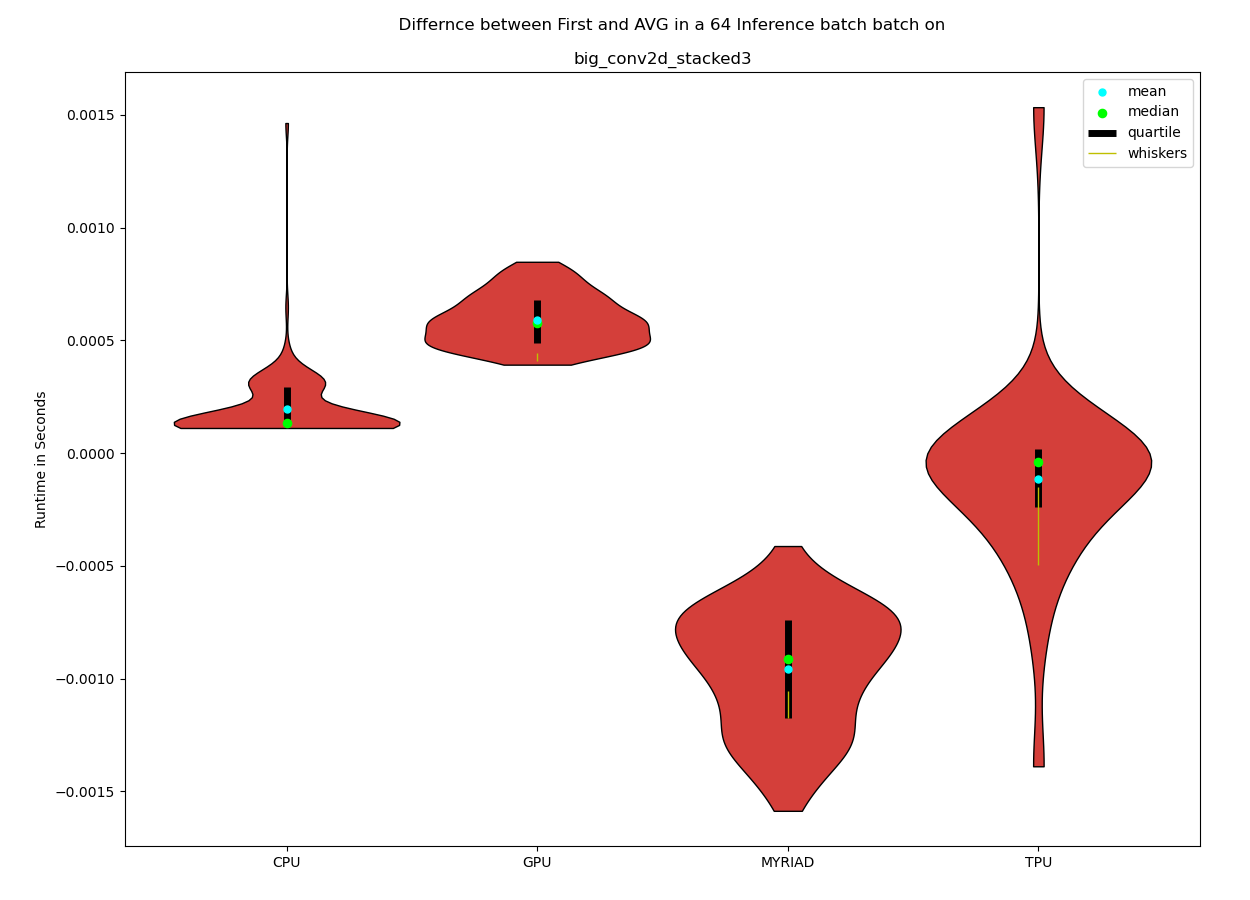 Differnce between First and AVG in a 64 Inference batch batch on
big_conv2d_stacked3
mean
median
quartile
whiskers
Runtime in Seconds
0.0015
0.0010
0.0005
0.0000
−0.0005
−0.0010
−0.0015
CPU
GPU
MYRIAD
TPU